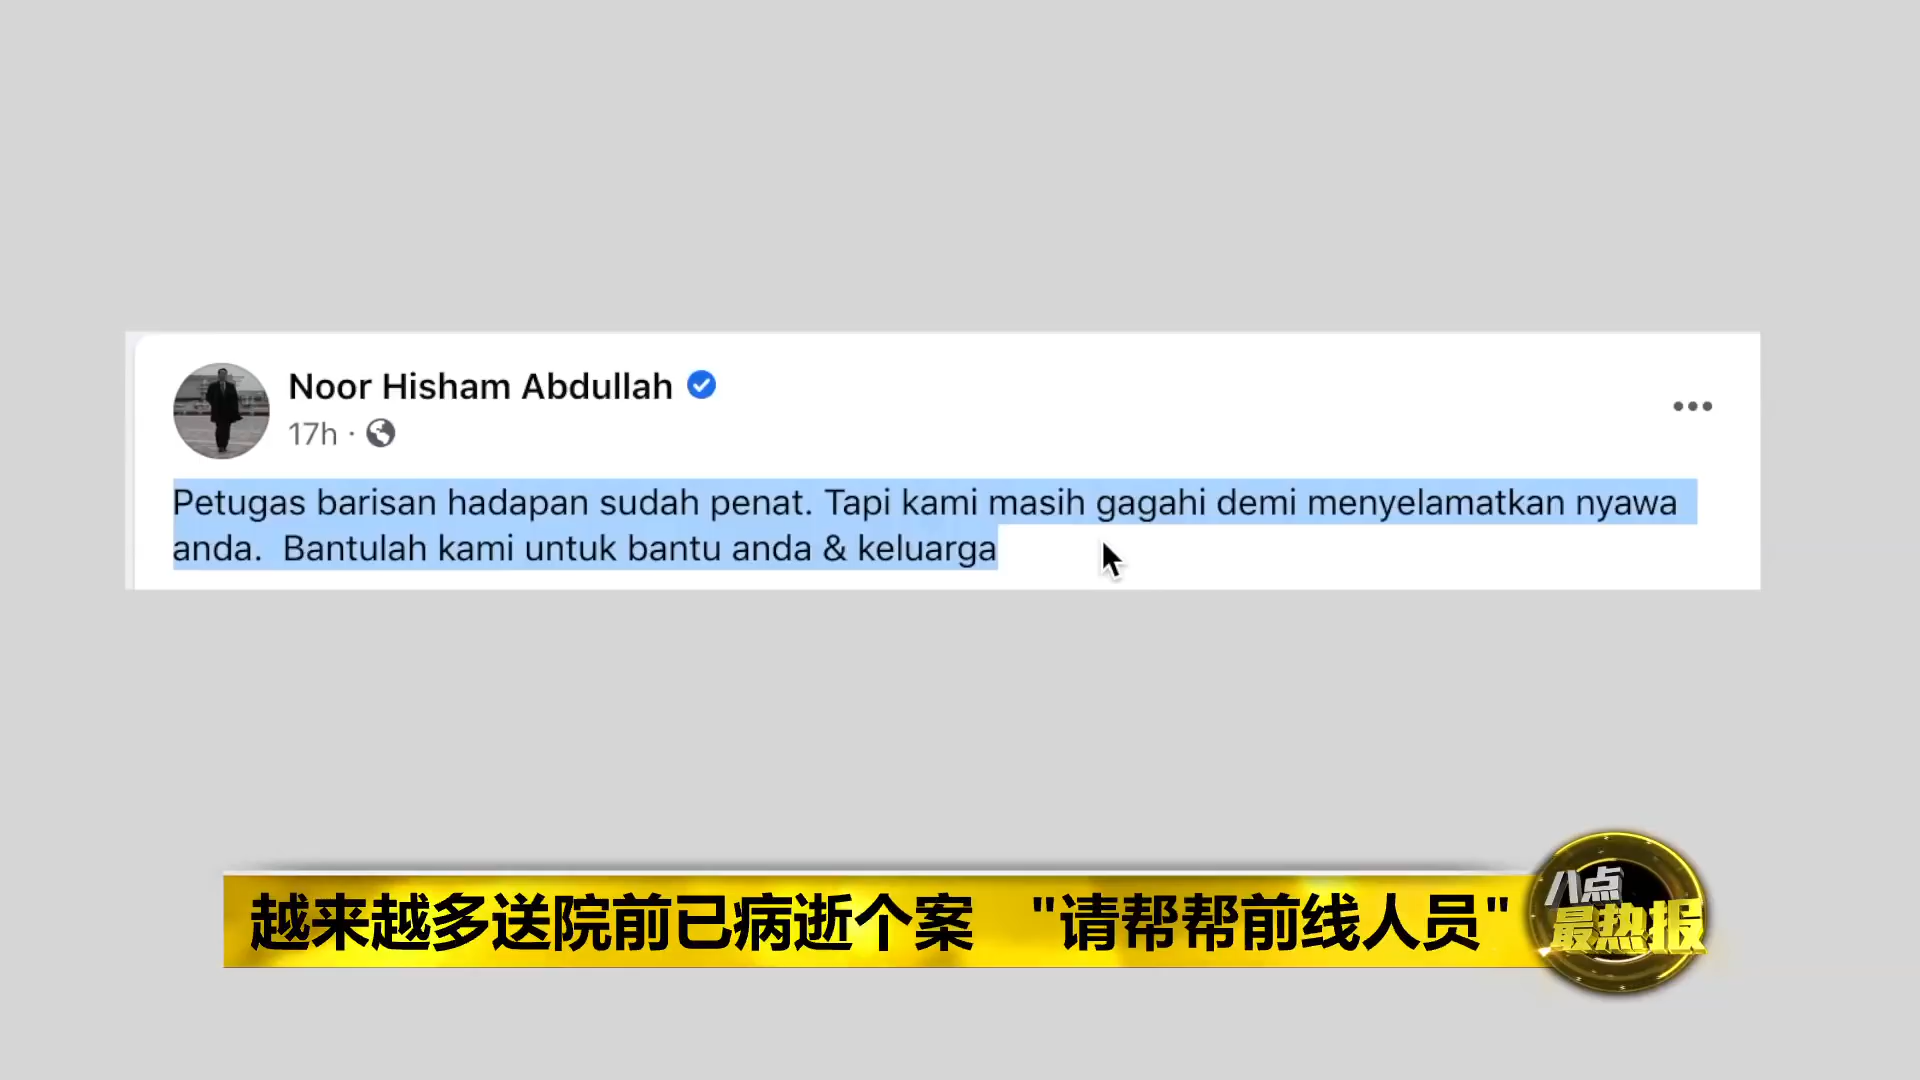 Noor Hisham Abdullah
17h ·
Petugas barisan hadapan sudah penat. Tapi kami masih gagahi demi menyelamatkan nyawa
anda.  Bantulah kami untuk bantu anda & keluarga
越来越多送院前已病逝个案 "请帮帮前线人员"
八点
最热报